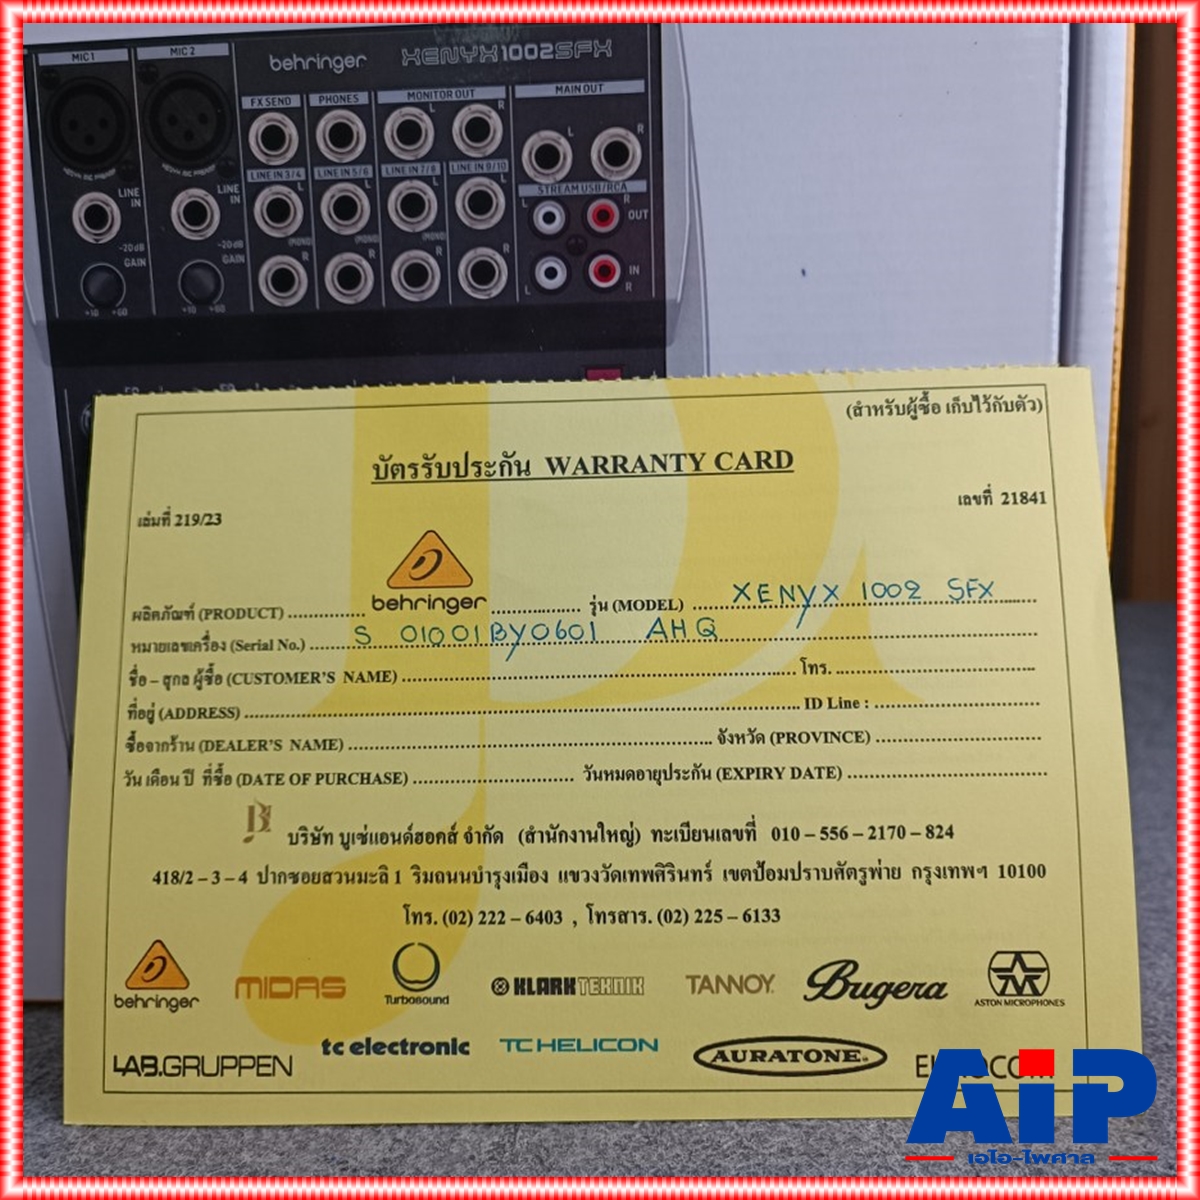 behringer XENYX1002SFX
MIC 1 MIC 2
FX SEND PHONES MONITOR OUT MAIN OUT
L R L R
LINE IN 3/4 LINE IN 5/6 LINE IN 7/8 LINE IN 9/10
LINE IN LINE IN
STREAM USB/RCA
L R OUT
-20dB -20dB
GAIN GAIN
IN
L R
+10 +60 +10 +60
(สำหรับผู้ซื้อ เก็บไว้กับตัว)
บัตรรับประกัน WARRANTY CARD
เลขที่ 21841
เล่มที่ 219/23
ผลิตภัณฑ์ (PRODUCT) behringer รุ่น (MODEL) XENYX 1002 SFX
หมายเลขเครื่อง (Serial No.) S 01001BY0601 AHQ
ชื่อ – สกุล ผู้ซื้อ (CUSTOMER'S NAME) โทร.
ที่อยู่ (ADDRESS) ID Line :
ซื้อจากร้าน (DEALER'S NAME) จังหวัด (PROVINCE)
วัน เดือน ปี ที่ซื้อ (DATE OF PURCHASE) วันหมดอายุประกัน (EXPIRY DATE)
บริษัท บูเซ่แอนด์ฮอคส์ จำกัด (สำนักงานใหญ่) ทะเบียนเลขที่ 010 – 556 – 2170 – 824
418/2 – 3 – 4 ปากซอยสวนมะลิ 1 ริมถนนบำรุงเมือง แขวงวัดเทพศิรินทร์ เขตป้อมปราบศัตรูพ่าย กรุงเทพฯ 10100
โทร. (02) 222 – 6403 , โทรสาร. (02) 225 – 6133
behringer MIDAS Turbosound KLARK TEKNIK TANNOY Bugera ASTON MICROPHONES
LAB.GRUPPEN tc electronic TC HELICON AURATONE
AiP
เอไอ-ไพศาล